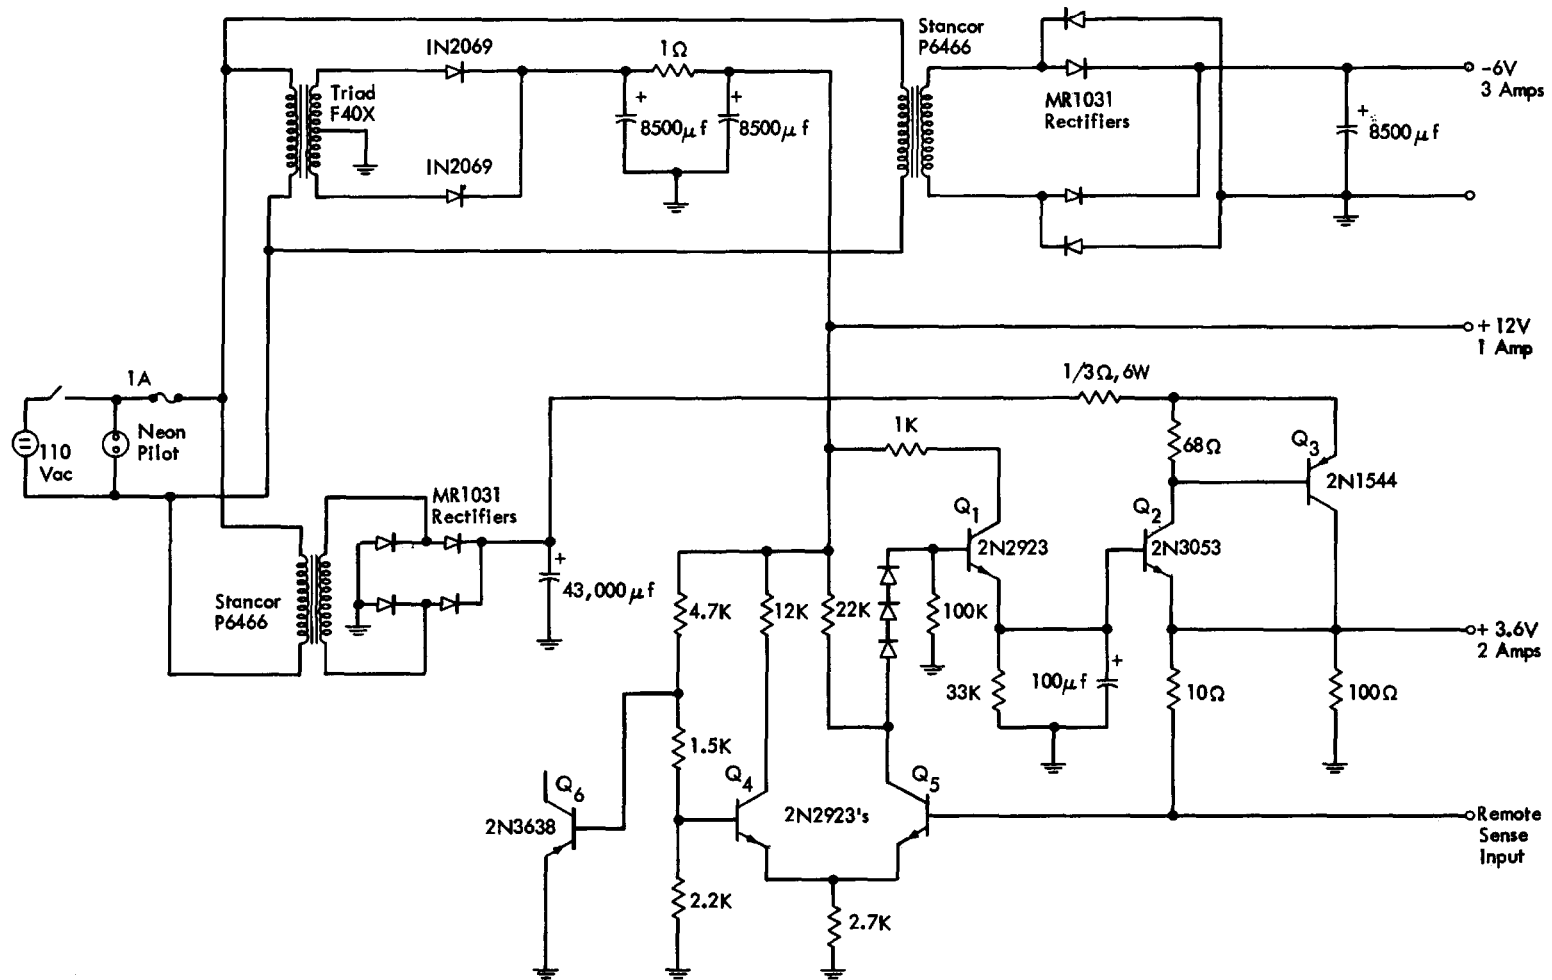 IN2069
1Ω
Triad
F40X
+
8500μf
+
8500μf
IN2069
Stancor
P6466
MR1031
Rectifiers
-6V
3 Amps
+
8500μf
+ 12V
1 Amp
1A
110
Vac
Neon
Pilot
1/3Ω, 6W
1K
68Ω
Q3
2N1544
MR1031
Rectifiers
Stancor
P6466
+
43,000μf
Q1
2N2923
Q2
2N3053
4.7K
12K
22K
100K
+ 3.6V
2 Amps
33K
100μf
+
10Ω
100Ω
1.5K
Q6
2N3638
Q4
2N2923's
Q5
Remote
Sense
Input
2.2K
2.7K